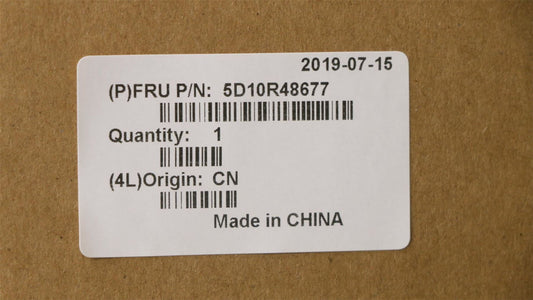 2019-07-15
(P)FRU P/N: 5D10R48677
Quantity: 1
(4L)Origin: CN
Made in CHINA